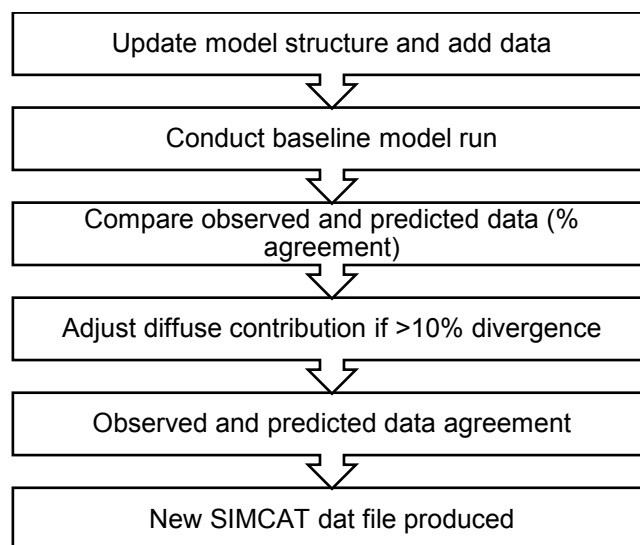 Update model structure and add data
Conduct baseline model run
Compare observed and predicted data (%
agreement)
Adjust diffuse contribution if >10% divergence
Observed and predicted data agreement
New SIMCAT dat file produced